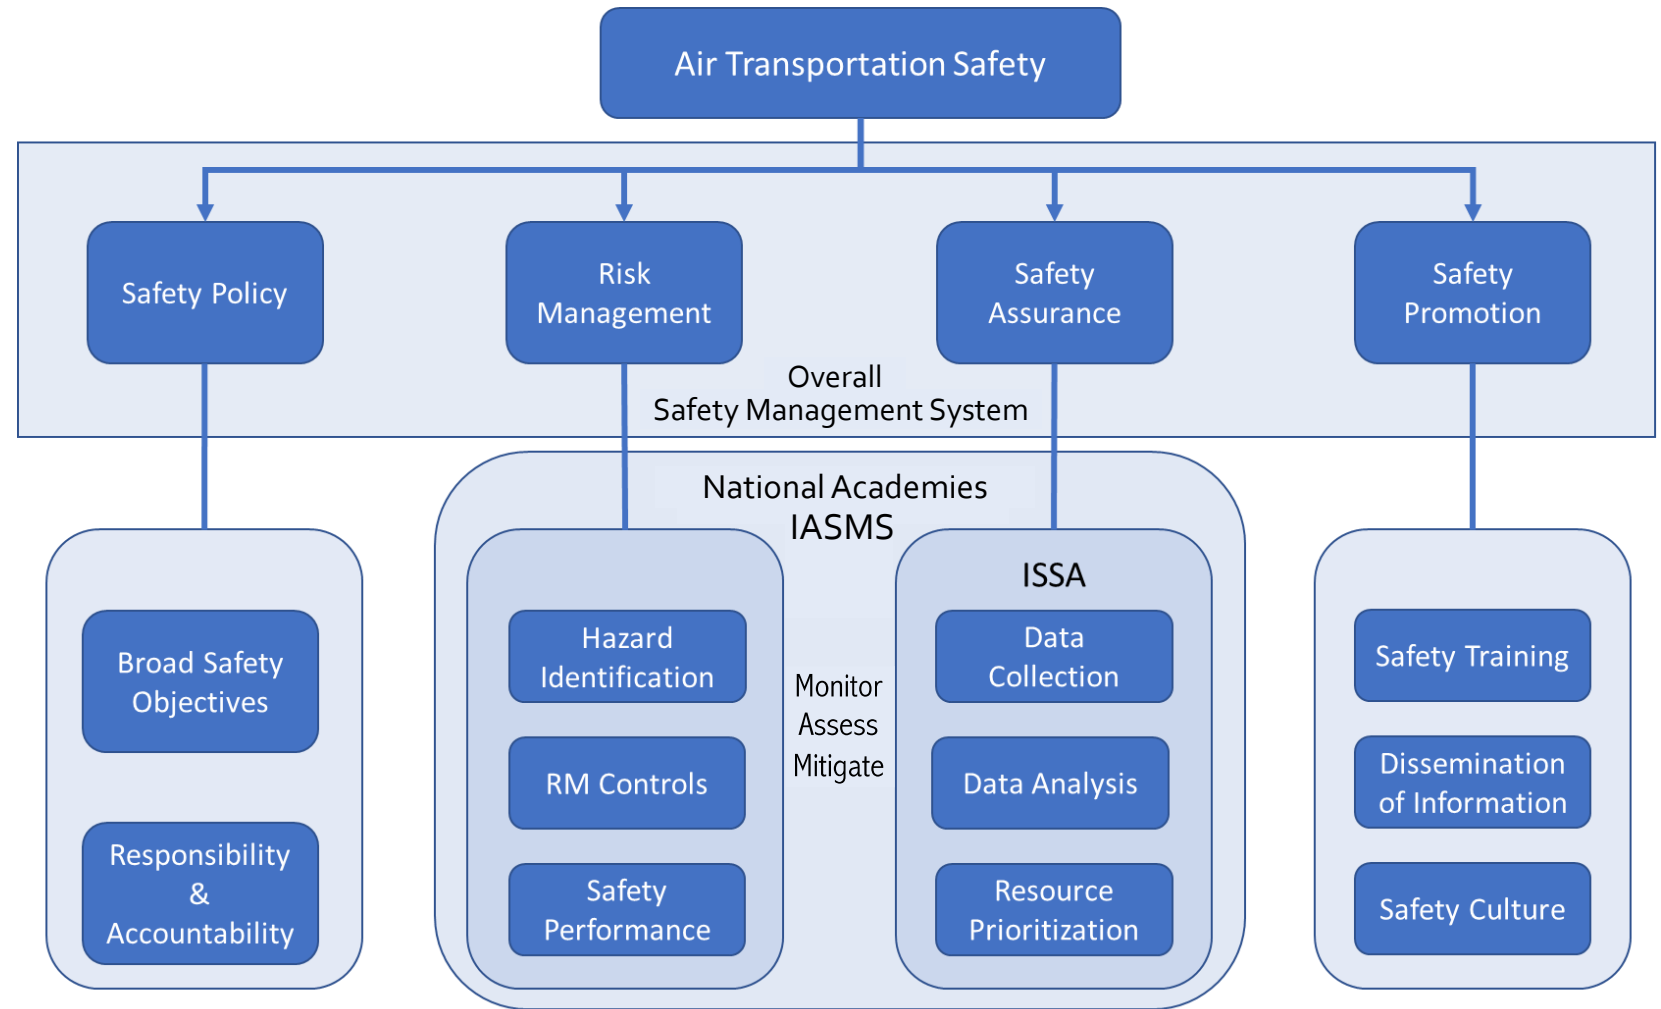 Air Transportation Safety
Safety Policy
Risk
Management
Safety
Assurance
Safety
Promotion
Overall
Safety Management System
National Academies
IASMS
Broad Safety
Objectives
Responsibility
&
Accountability
Hazard
Identification
RM Controls
Safety
Performance
Monitor
Assess
Mitigate
ISSA
Data
Collection
Data Analysis
Resource
Prioritization
Safety Training
Dissemination
of Information
Safety Culture